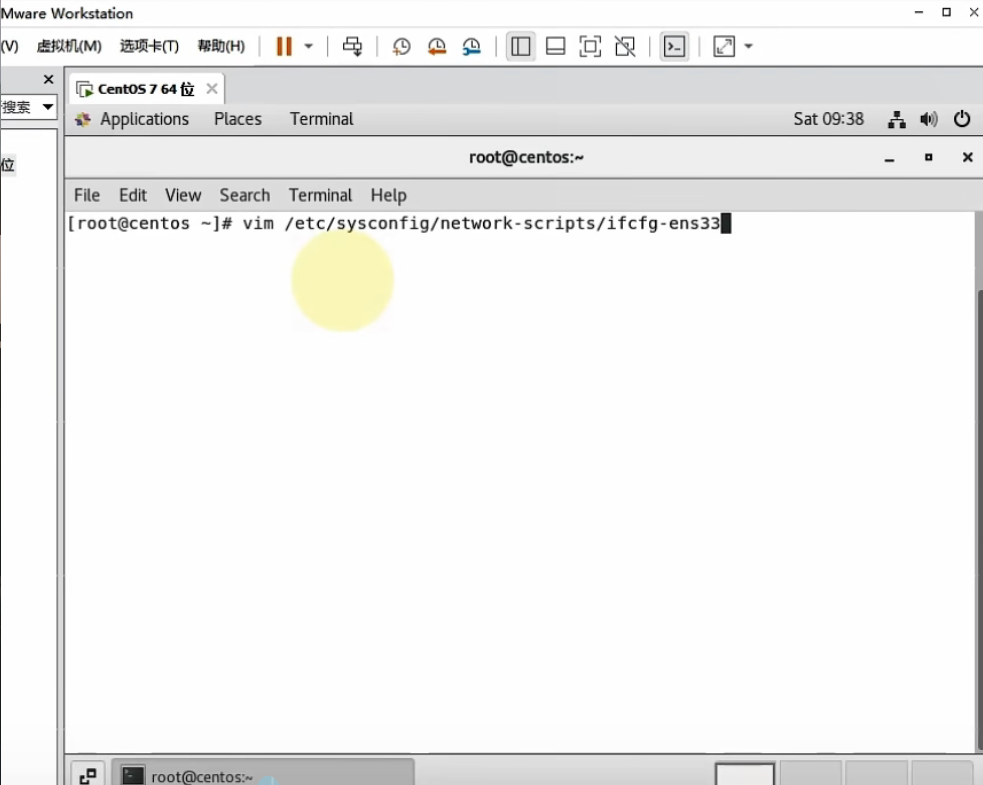 Mware Workstation
(V) 虚拟机(M) 选项卡(T) 帮助(H)
搜索
CentOS 7 64 位
Applications Places Terminal Sat 09:38
位
root@centos:~
File Edit View Search Terminal Help
[root@centos ~]# vim /etc/sysconfig/network-scripts/ifcfg-ens33
root@centos:~